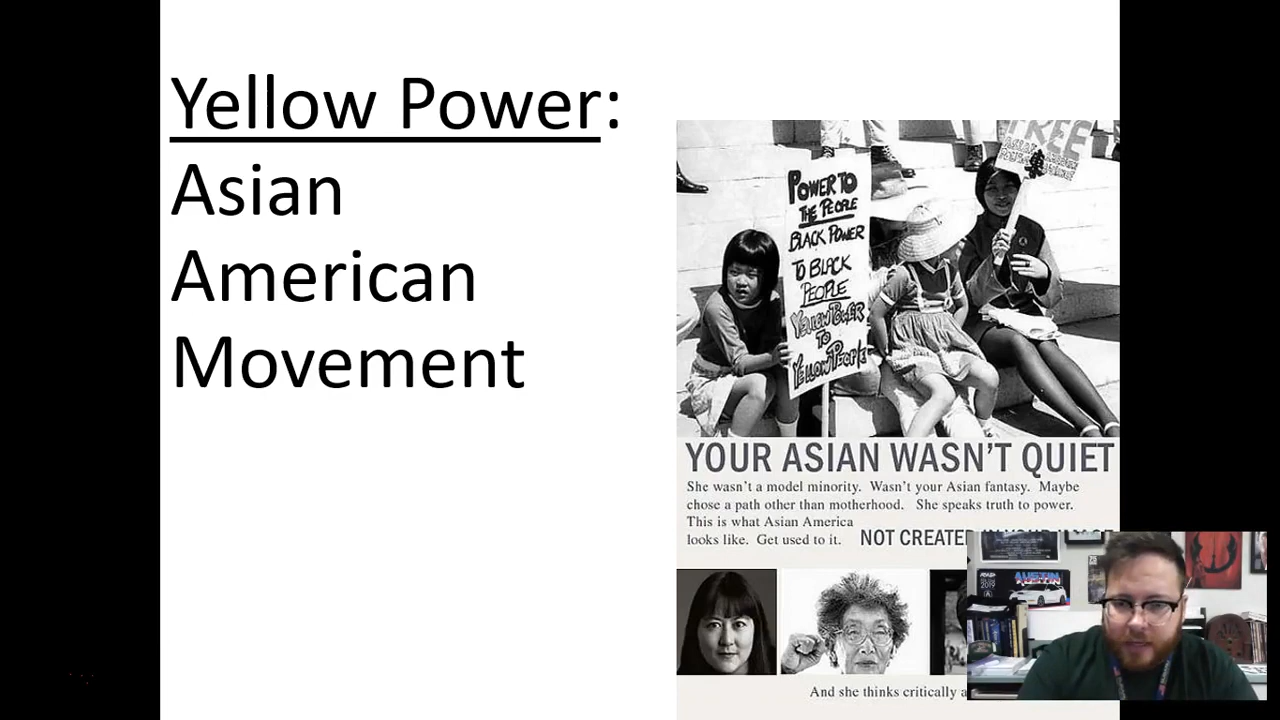 Yellow Power:
Asian
American
Movement
FREE
POWER TO
THE PEOPLE
BLACK POWER
TO BLACK
PEOPLE
YELLOW POWER
TO
YELLOW PEOPLE
YOUR ASIAN WASN'T QUIET
She wasn't a model minority. Wasn't your Asian fantasy. Maybe
chose a path other than motherhood. She speaks truth to power.
This is what Asian America
looks like. Get used to it. NOT CREATED IN YOUR IMAGE
And she thinks critically a
AUSTIN